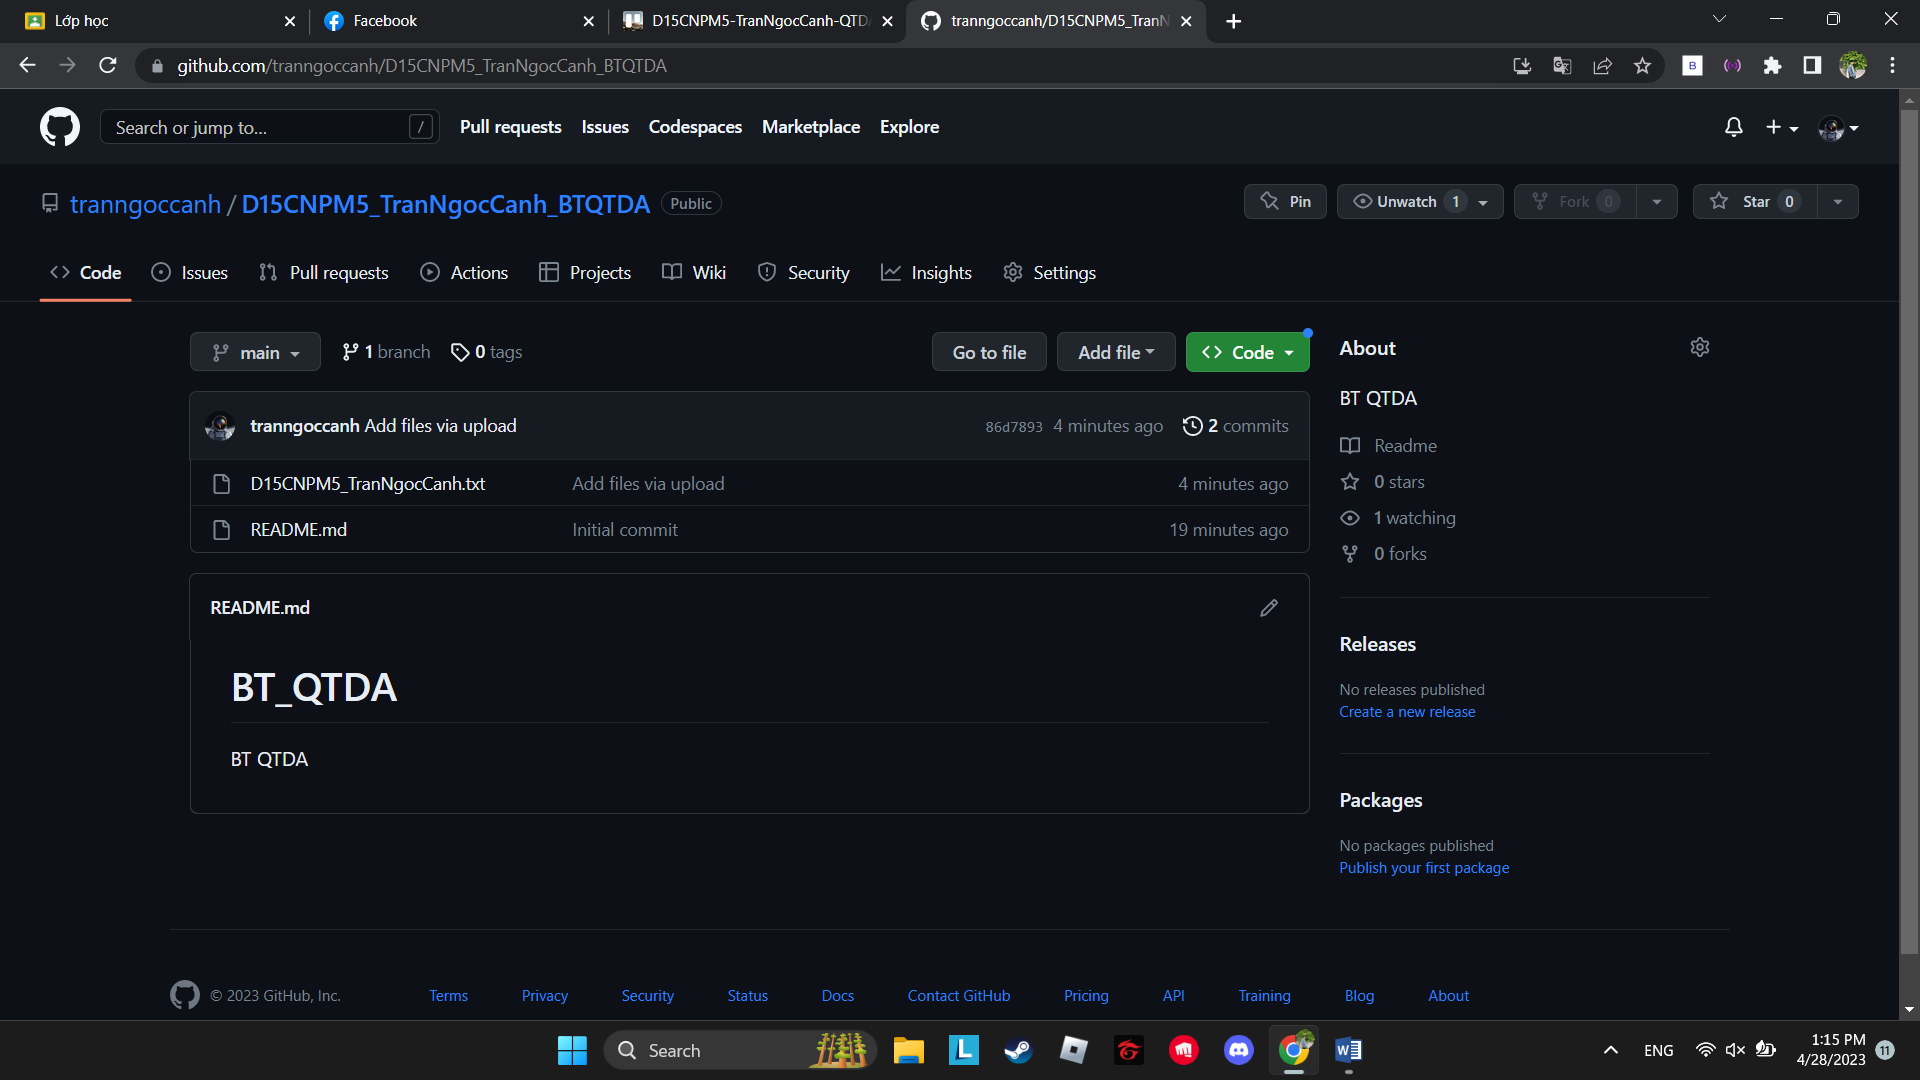 Lớp học
Facebook
D15CNPM5-TranNgocCanh-QTD
tranngoccanh/D15CNPM5_TranN
github.com/tranngoccanh/D15CNPM5_TranNgocCanh_BTQTDA
Search or jump to... /
Pull requests Issues Codespaces Marketplace Explore
tranngoccanh / D15CNPM5_TranNgocCanh_BTQTDA Public
Pin Unwatch 1 Fork 0 Star 0
Code Issues Pull requests Actions Projects Wiki Security Insights Settings
main 1 branch 0 tags Go to file Add file Code
tranngoccanh Add files via upload 86d7893 4 minutes ago 2 commits
D15CNPM5_TranNgocCanh.txt Add files via upload 4 minutes ago
README.md Initial commit 19 minutes ago
README.md
BT_QTDA
BT QTDA
About
BT QTDA
Readme
0 stars
1 watching
0 forks
Releases
No releases published
Create a new release
Packages
No packages published
Publish your first package
© 2023 GitHub, Inc. Terms Privacy Security Status Docs Contact GitHub Pricing API Training Blog About
Search
ENG
1:15 PM
4/28/2023
11